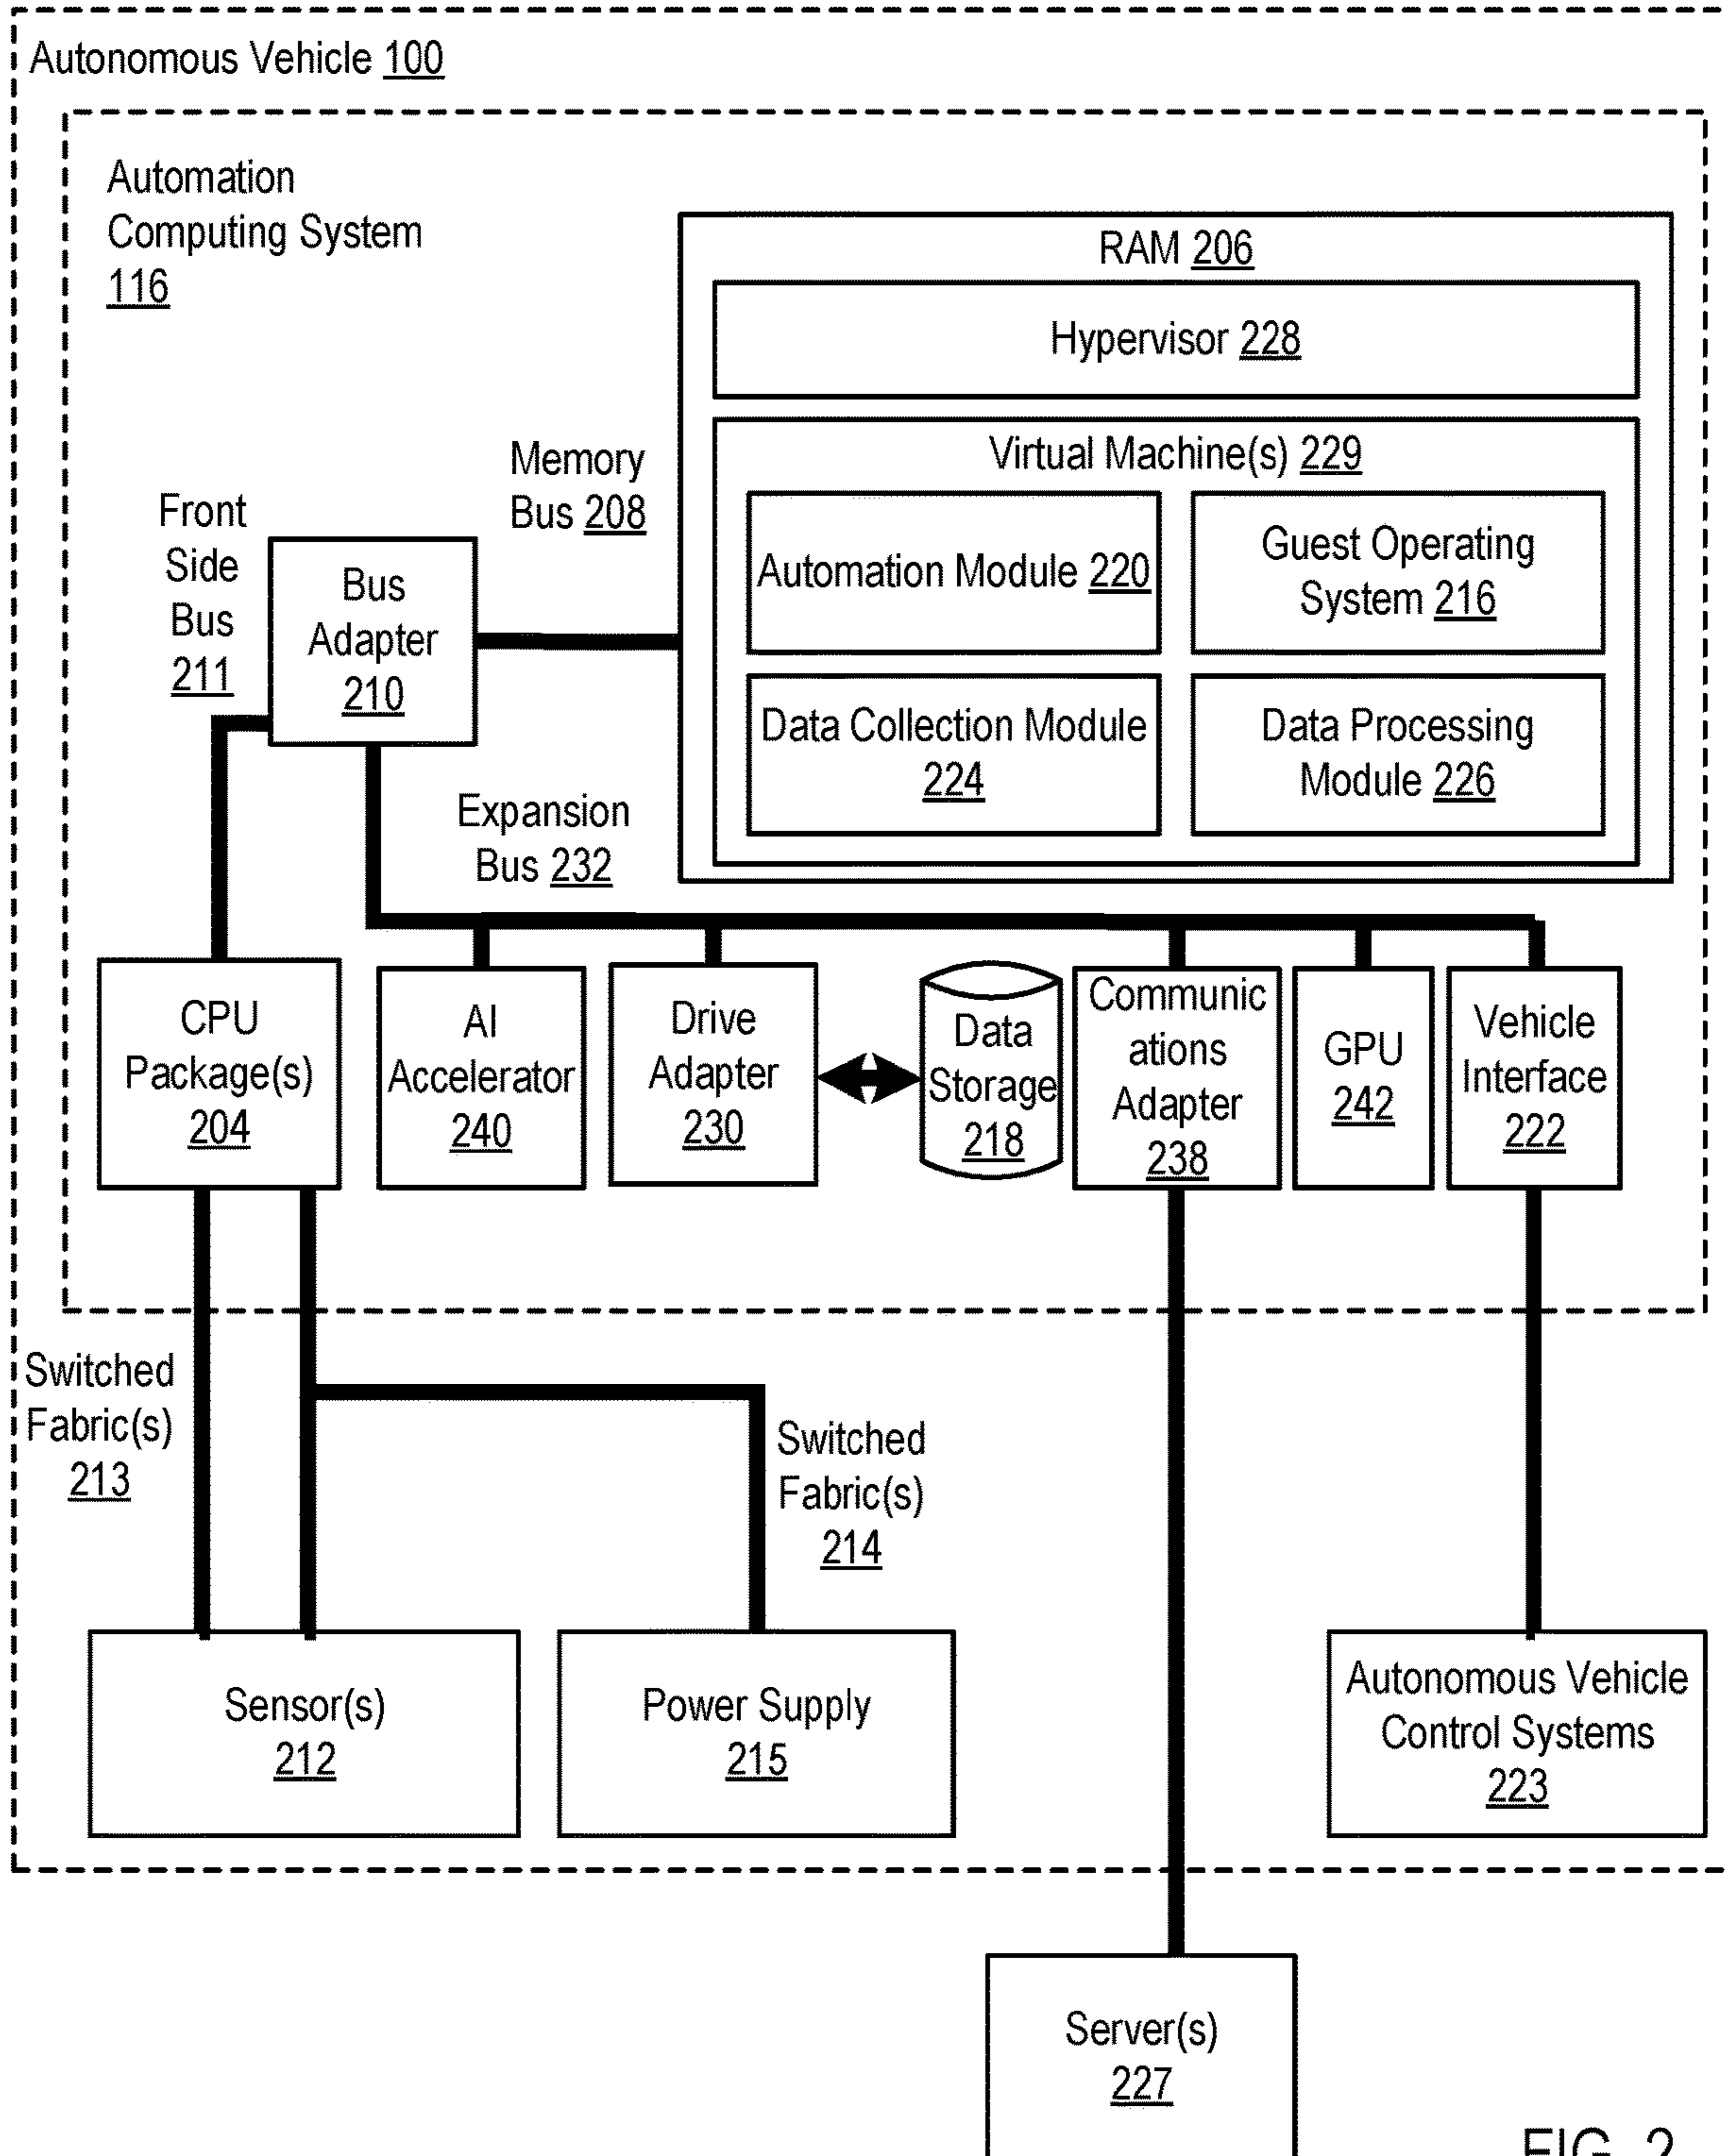 Autonomous Vehicle 100
Automation
Computing System
116
RAM 206
Hypervisor 228
Virtual Machine(s) 229
Automation Module 220
Guest Operating
System 216
Data Collection Module
224
Data Processing
Module 226
Memory
Bus 208
Front
Side
Bus
211
Bus
Adapter
210
Expansion
Bus 232
CPU
Package(s)
204
AI
Accelerator
240
Drive
Adapter
230
Data
Storage
218
Communic
ations
Adapter
238
GPU
242
Vehicle
Interface
222
Switched
Fabric(s)
213
Switched
Fabric(s)
214
Sensor(s)
212
Power Supply
215
Autonomous Vehicle
Control Systems
223
Server(s)
227
FIG. 2